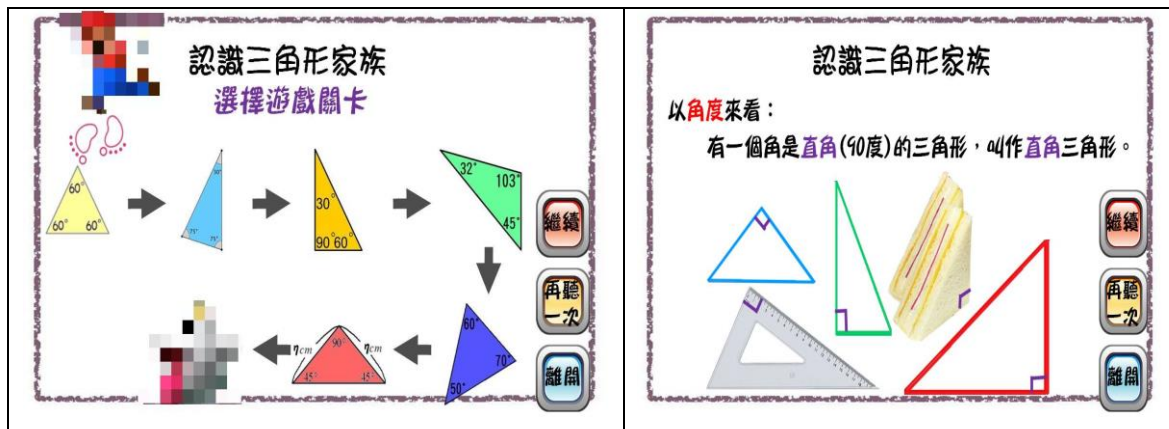 認識三角形家族
選擇遊戲關卡
60°
60° 60°
30°
75° 75°
30°
90° 60°
32° 103°
45°
繼續
再聽
一次
離開
60°
70°
50°
7cm 90° 7cm
45° 45°
認識三角形家族
以角度來看：
有一個角是直角(90度)的三角形，叫作直角三角形。
繼續
再聽
一次
離開